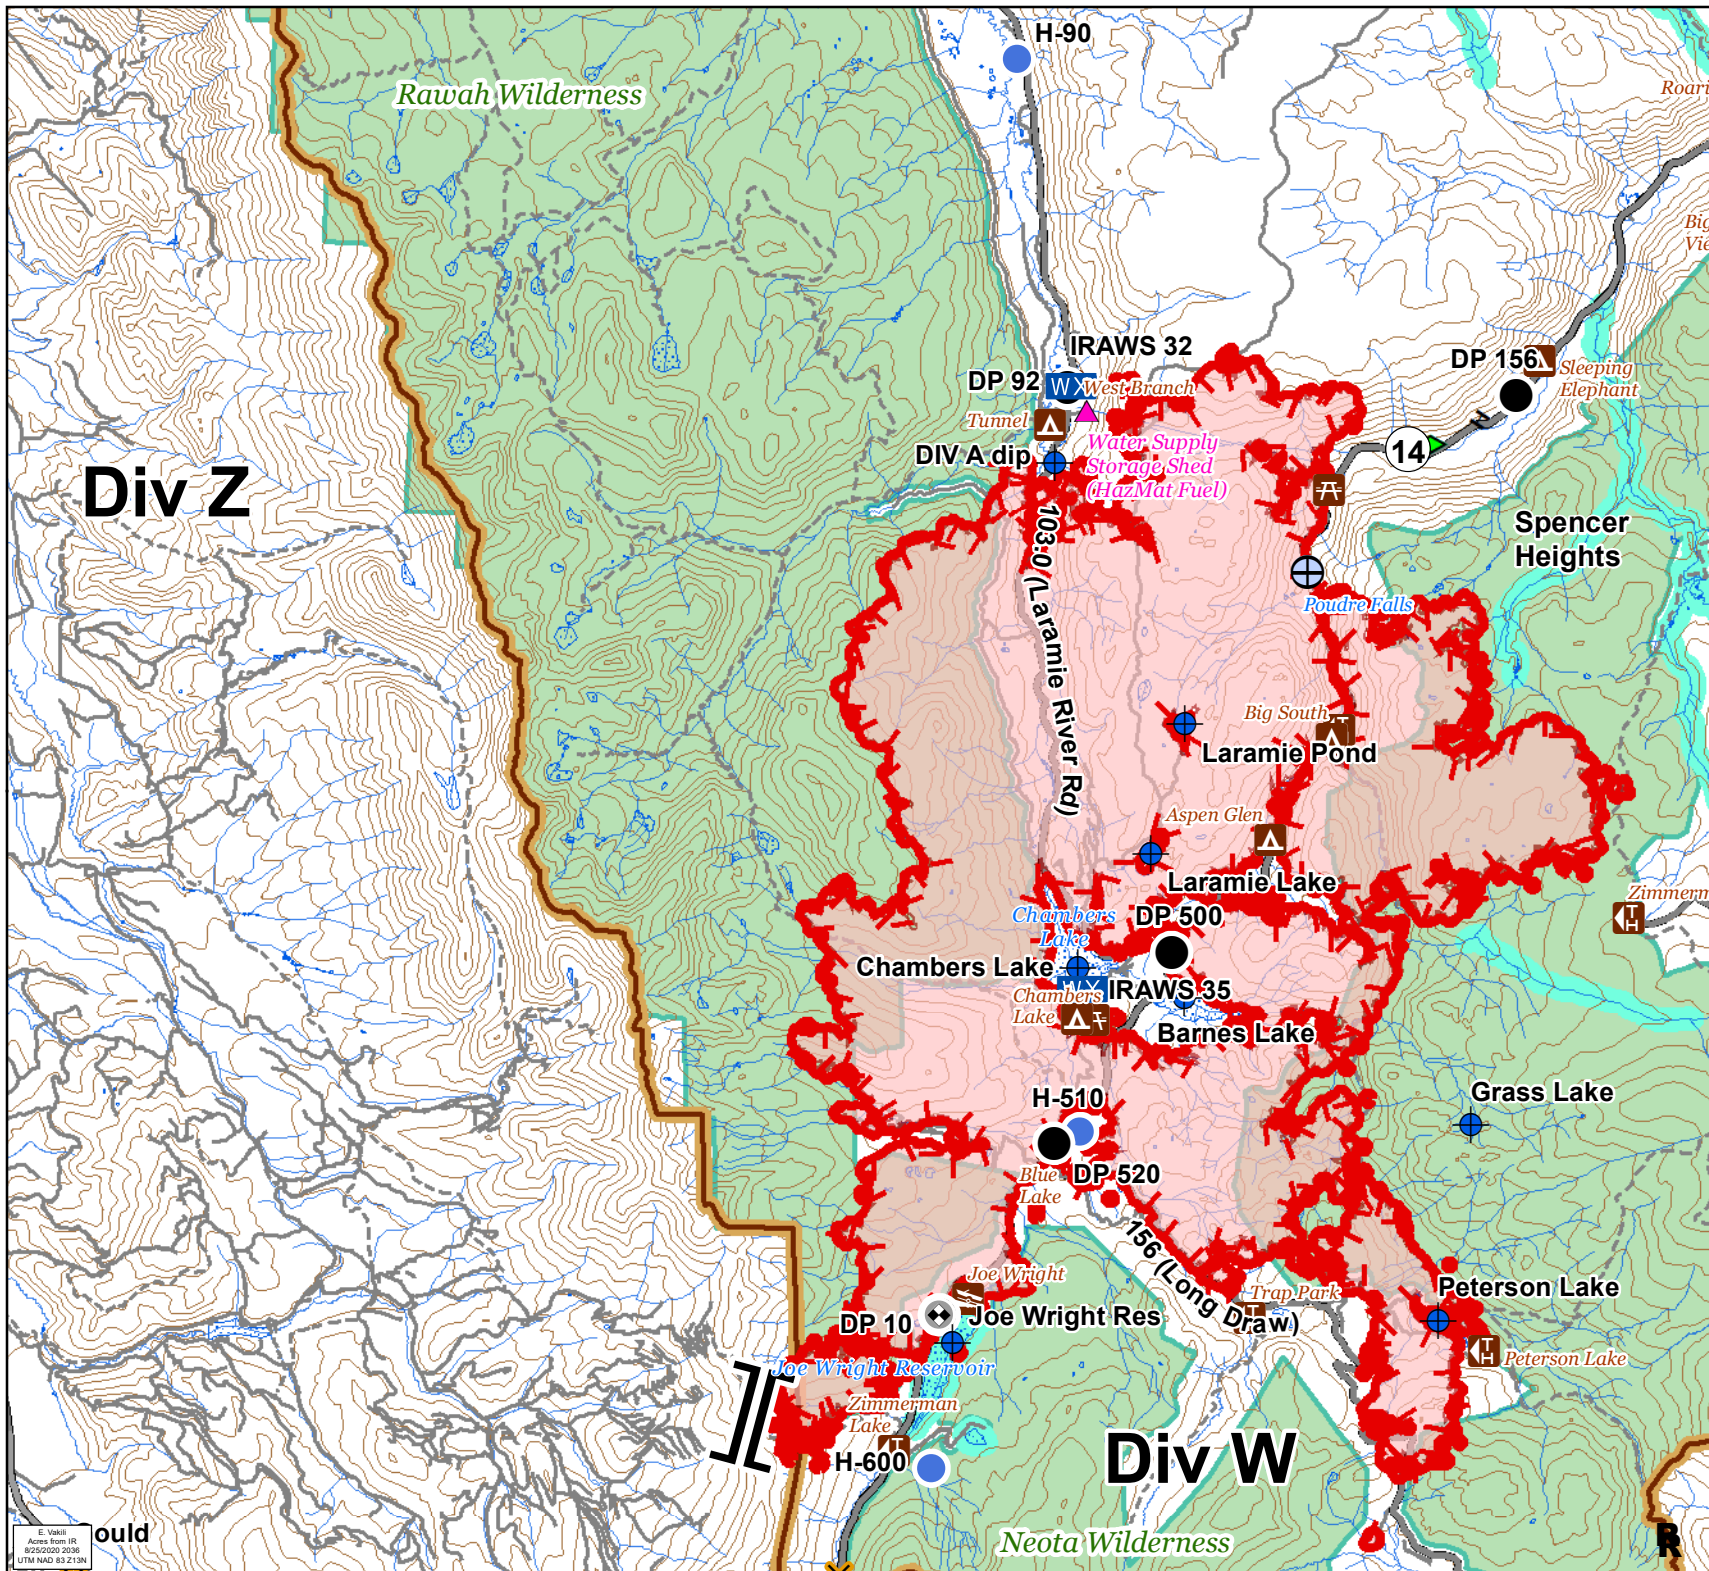 H-90
Rawah Wilderness
Roari
Big
Vie
IRAWS 32
DP 92
W X
West Branch
DP 156
Sleeping
Elephant
Tunnel
Water Supply
Storage Shed
(HazMat Fuel)
DIV A dip
14
Div Z
103.0 (Laramie River Rd)
Spencer
Heights
Poudre Falls
Big South
Laramie Pond
Aspen Glen
Laramie Lake
Zimmerm
T
H
Chambers
Lake
DP 500
Chambers Lake
W X
IRAWS 35
Chambers
Lake
Barnes Lake
H-510
Grass Lake
DP 520
Blue
Lake
156 (Long Draw)
Joe Wright
Trap Park
Peterson Lake
DP 10
Joe Wright Res
T
H
Peterson Lake
Joe Wright Reservoir
Zimmerman
Lake
H-600
Div W
Neota Wilderness
R
ould
E. Vakili
Acres from IR
8/25/2020 2036
UTM NAD 83 Z13N